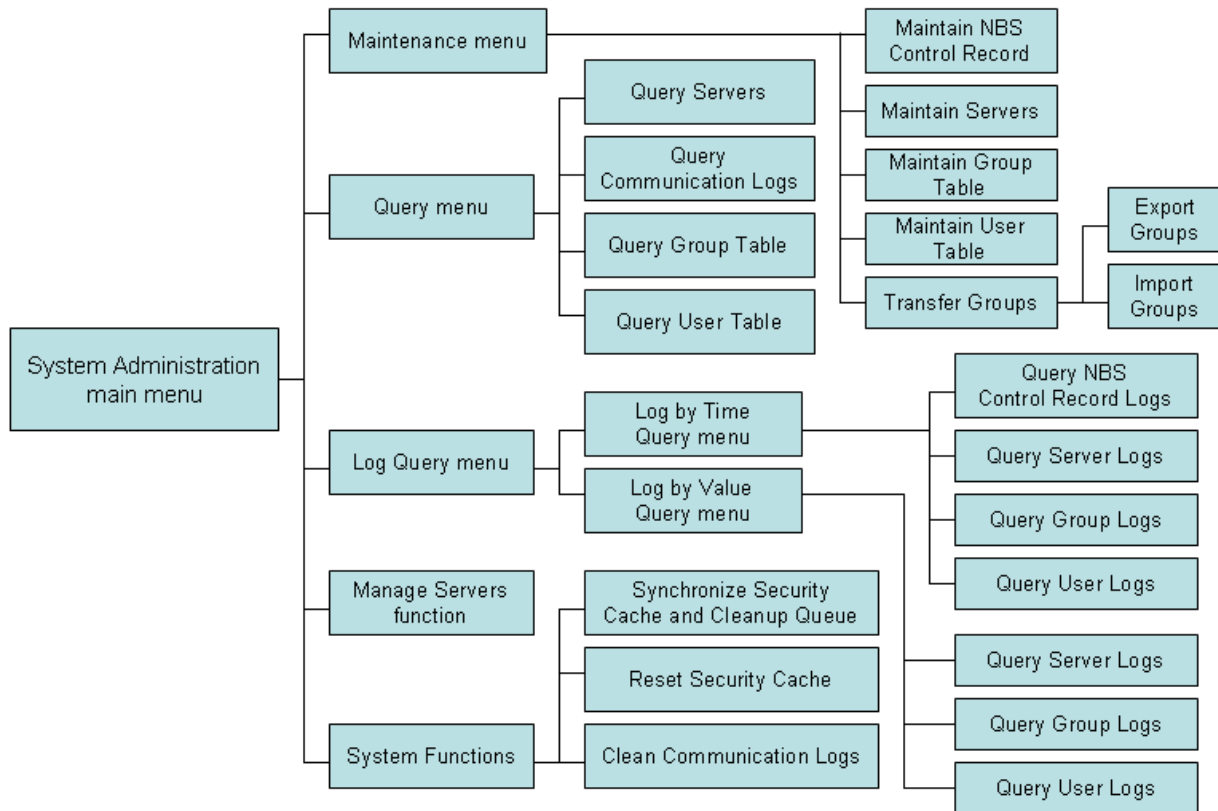 Maintenance menu
Maintain NBS
Control Record
Query Servers
Maintain Servers
Query
Communication Logs
Maintain Group
Table
Query menu
Export
Groups
Maintain User
Table
Query Group Table
Import
Groups
Transfer Groups
Query User Table
System Administration
main menu
Query NBS
Control Record Logs
Log by Time
Query menu
Log Query menu
Query Server Logs
Log by Value
Query menu
Query Group Logs
Query User Logs
Manage Servers
function
Synchronize Security
Cache and Cleanup Queue
Query Server Logs
Reset Security Cache
Query Group Logs
System Functions
Clean Communication Logs
Query User Logs